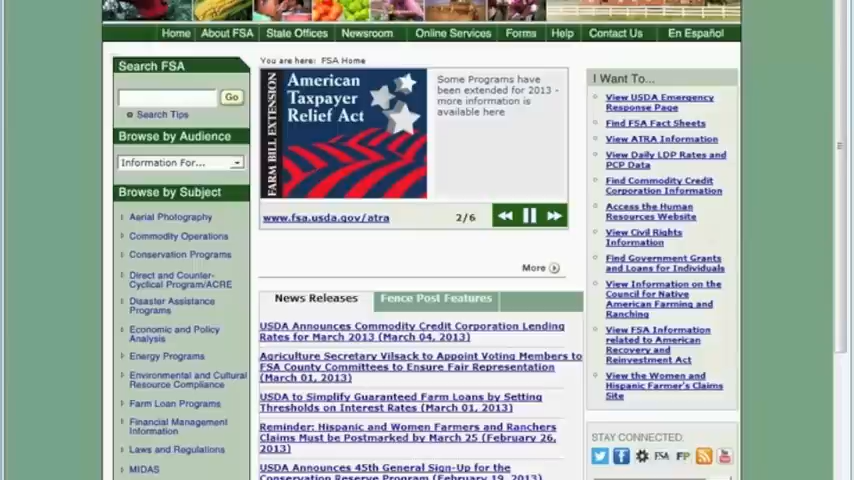 Home About FSA State Offices Newsroom Online Services Forms Help Contact Us En Español
Search FSA
Go
Search Tips
Browse by Audience
Information For...
Browse by Subject
Aerial Photography
Commodity Operations
Conservation Programs
Direct and Counter-
Cyclical Program/ACRE
Disaster Assistance
Programs
Economic and Policy
Analysis
Energy Programs
Environmental and Cultural
Resource Compliance
Farm Loan Programs
Financial Management
Information
Laws and Regulations
MIDAS
You are here: FSA Home
FARM BILL EXTENSION
American
Taxpayer
Relief Act
Some Programs have
been extended for 2013 -
more information is
available here
www.fsa.usda.gov/atra
2/6
More
News Releases
Fence Post Features
USDA Announces Commodity Credit Corporation Lending
Rates for March 2013 (March 04, 2013)
Agriculture Secretary Vilsack to Appoint Voting Members to
FSA County Committees to Ensure Fair Representation
(March 01, 2013)
USDA to Simplify Guaranteed Farm Loans by Setting
Thresholds on Interest Rates (March 01, 2013)
Reminder: Hispanic and Women Farmers and Ranchers
Claims Must be Postmarked by March 25 (February 26,
2013)
USDA Announces 45th General Sign-Up for the
Conservation Reserve Program (February 19, 2013)
I Want To...
View USDA Emergency
Response Page
Find FSA Fact Sheets
View ATRA Information
View Daily LDP Rates and
PCP Data
Find Commodity Credit
Corporation Information
Access the Human
Resources Website
View Civil Rights
Information
Find Government Grants
and Loans for Individuals
View Information on the
Council for Native
American Farming and
Ranching
View FSA Information
related to American
Recovery and
Reinvestment Act
View the Women and
Hispanic Farmer's Claims
Site
STAY CONNECTED:
FSA FP